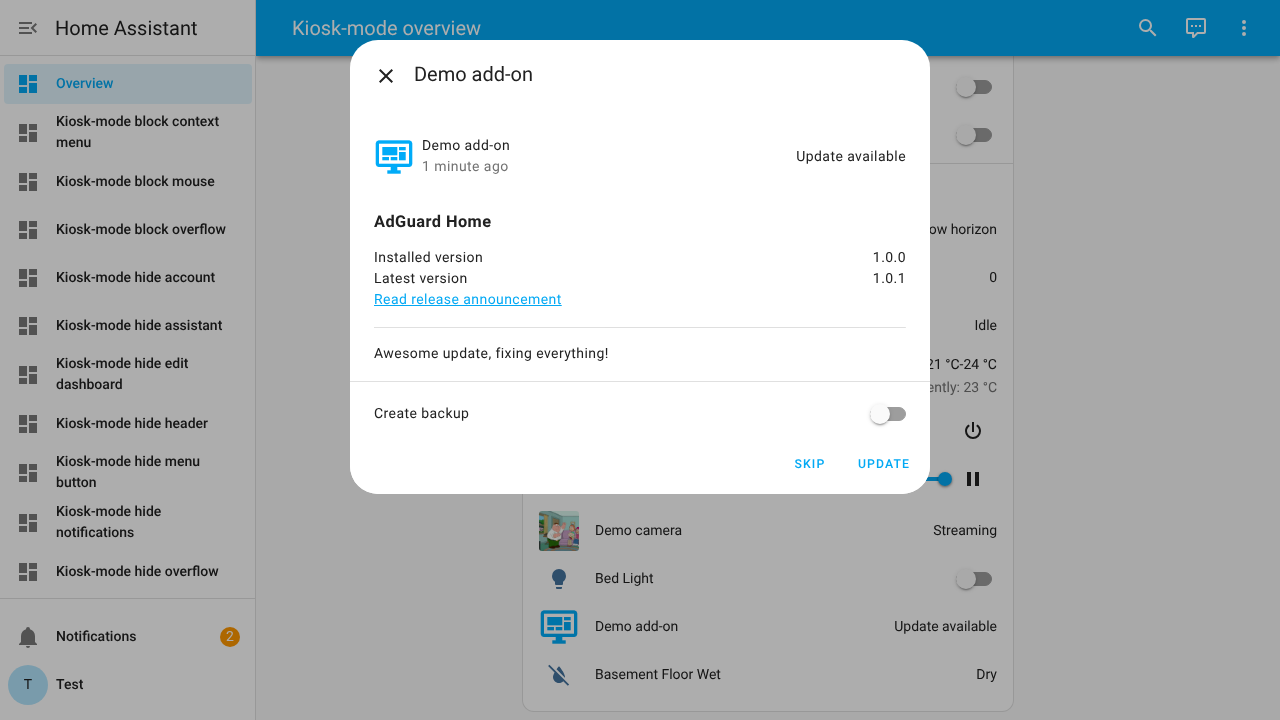 Home Assistant
Kiosk-mode overview
Overview
Kiosk-mode block context
menu
Kiosk-mode block mouse
Kiosk-mode block overflow
Kiosk-mode hide account
Kiosk-mode hide assistant
Kiosk-mode hide edit
dashboard
Kiosk-mode hide header
Kiosk-mode hide menu
button
Kiosk-mode hide
notifications
Kiosk-mode hide overflow
Notifications
2
T
Test
Demo add-on
Demo add-on
1 minute ago
Update available
AdGuard Home
Installed version 1.0.0
Latest version 1.0.1
Read release announcement
Awesome update, fixing everything!
Create backup
SKIP UPDATE
horizon
0
Idle
21 °C-24 °C
23 °C
Demo camera Streaming
Bed Light
Demo add-on Update available
Basement Floor Wet Dry